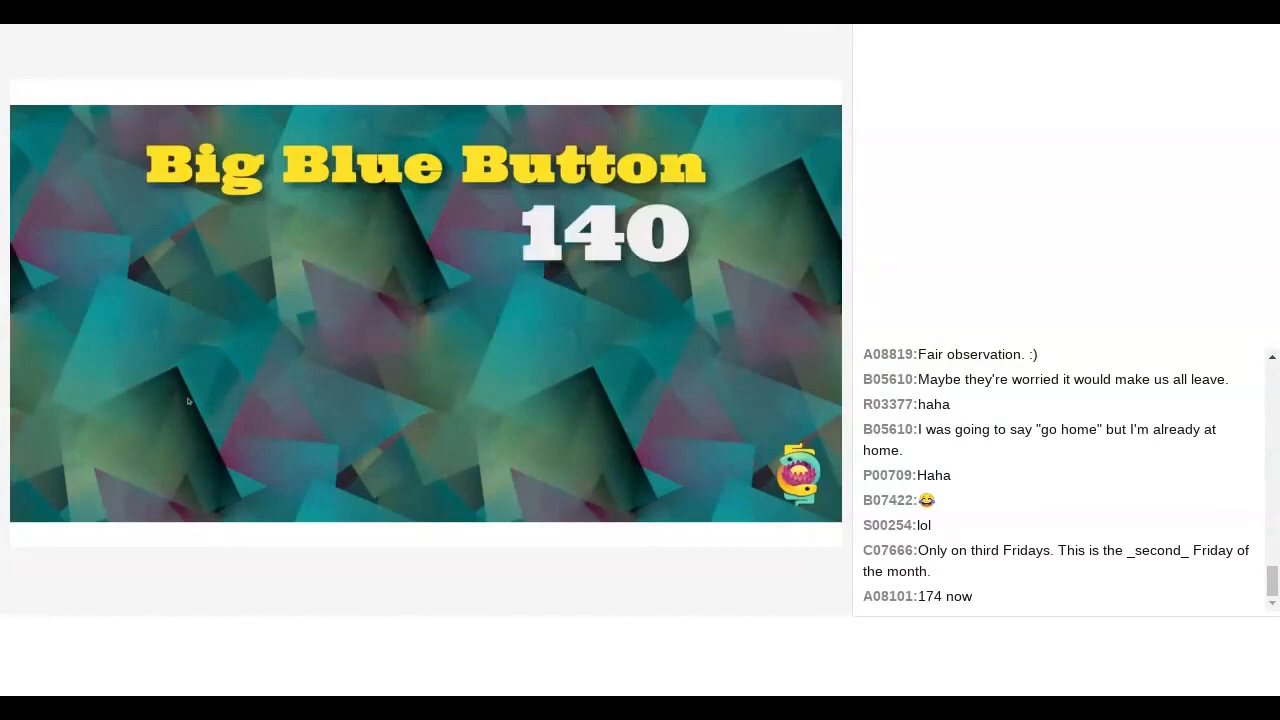 Big Blue Button
140
A08819:Fair observation. :)
B05610:Maybe they're worried it would make us all leave.
R03377:haha
B05610:I was going to say "go home" but I'm already at
home.
P00709:Haha
B07422:😂
S00254:lol
C07666:Only on third Fridays. This is the _second_ Friday of
the month.
A08101:174 now